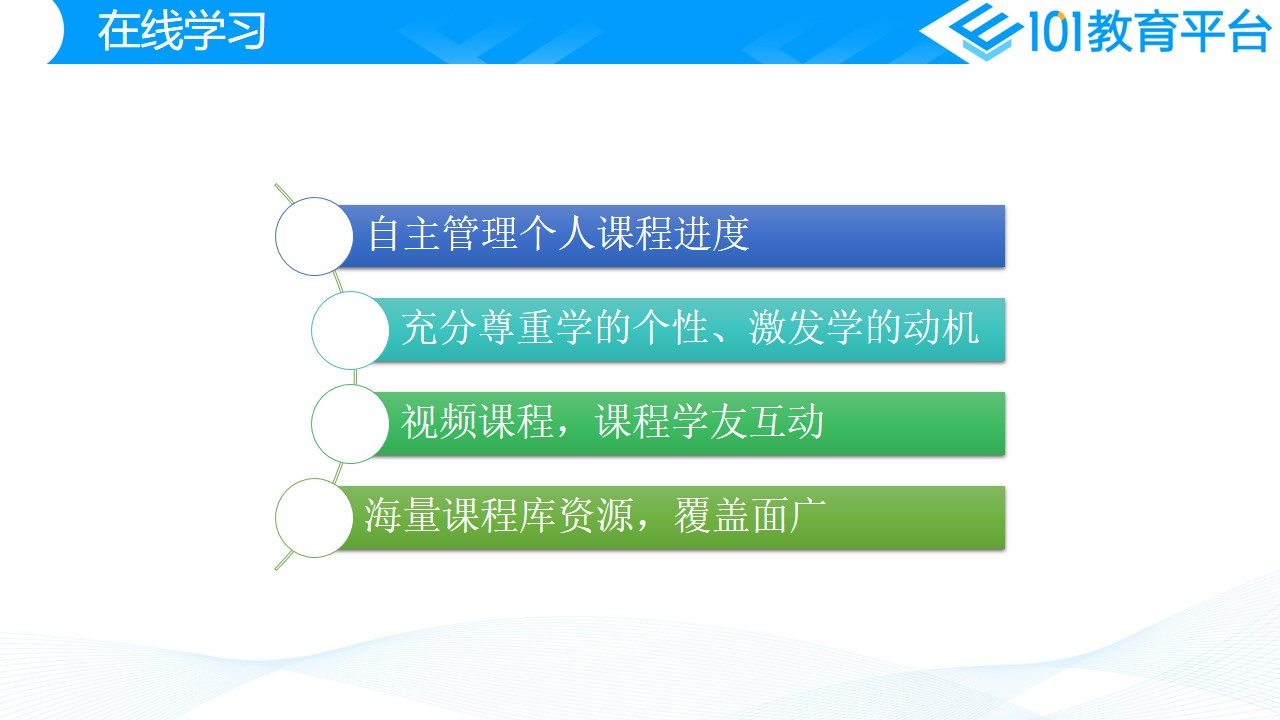 在线学习
101教育平台
自主管理个人课程进度
充分尊重学的个性、激发学的动机
视频课程，课程学友互动
海量课程库资源，覆盖面广